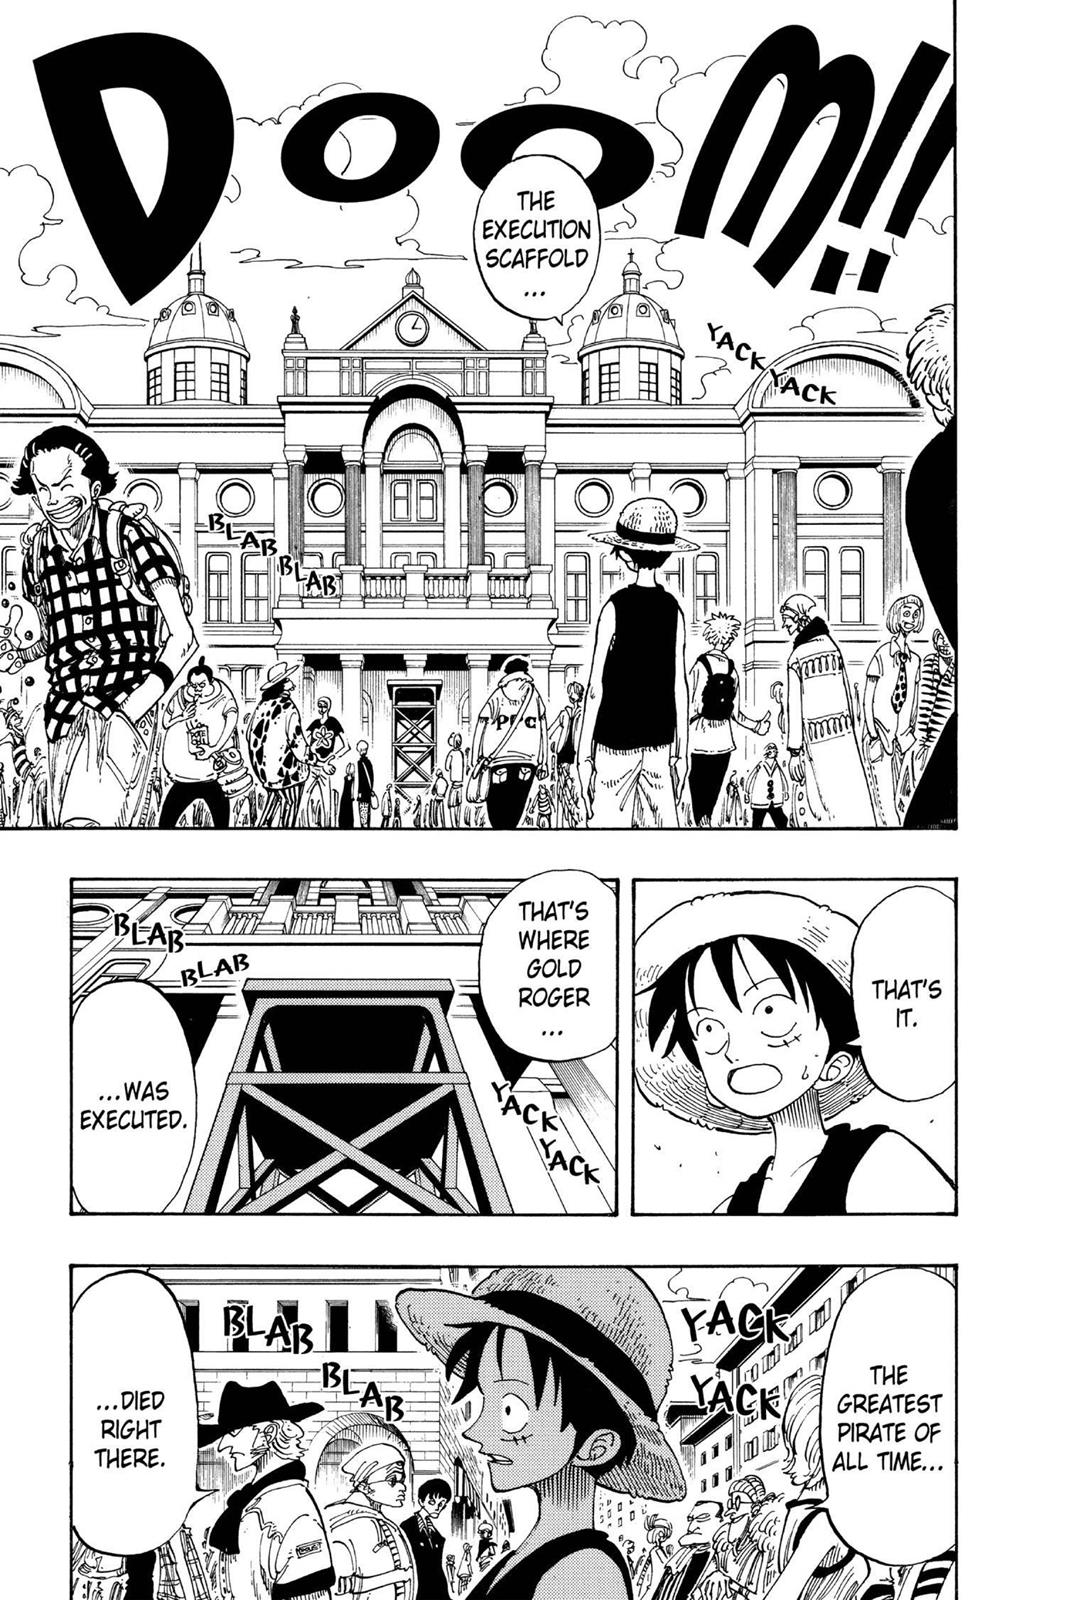 DOOM!!
THE
EXECUTION
SCAFFOLD
...
YACK
YACK
BLAB
BLAB
THAT'S
IT.
THAT'S
WHERE
GOLD
ROGER
...
BLAB
BLAB
YACK
YACK
...WAS
EXECUTED.
THE
GREATEST
PIRATE OF
ALL TIME...
YACK
YACK
BLAB
BLAB
...DIED
RIGHT
THERE.